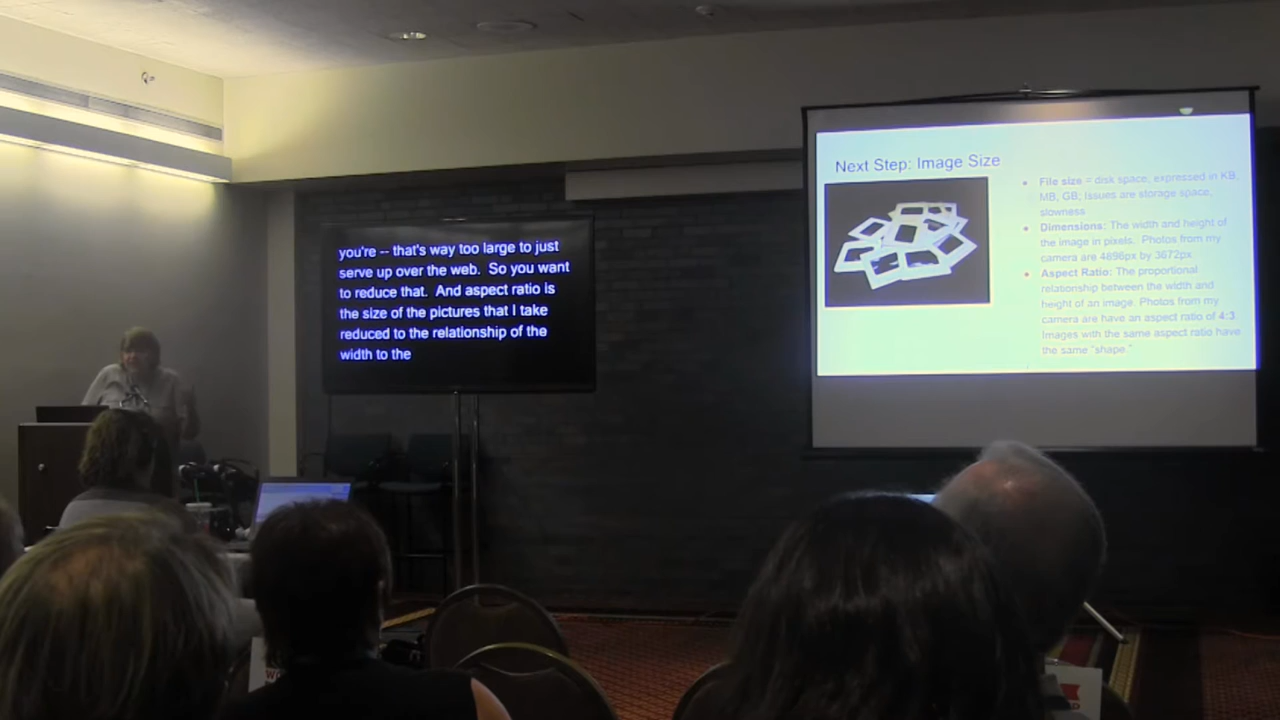 you're -- that's way too large to just
serve up over the web. So you want
to reduce that. And aspect ratio is
the size of the pictures that I take
reduced to the relationship of the
width to the
Next Step: Image Size
• File size = disk space, expressed in KB,
MB, GB; Issues are storage space,
slowness
• Dimensions: The width and height of
the image in pixels. Photos from my
camera are 4896px by 3672px
• Aspect Ratio: The proportional
relationship between the width and
height of an image. Photos from my
camera are have an aspect ratio of 4:3.
Images with the same aspect ratio have
the same "shape."